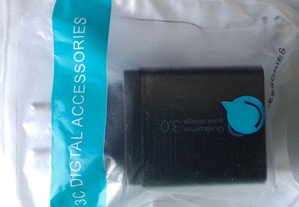 3C DIGITAL ACCESSORIES
Qualcomm
quick charge
3.0